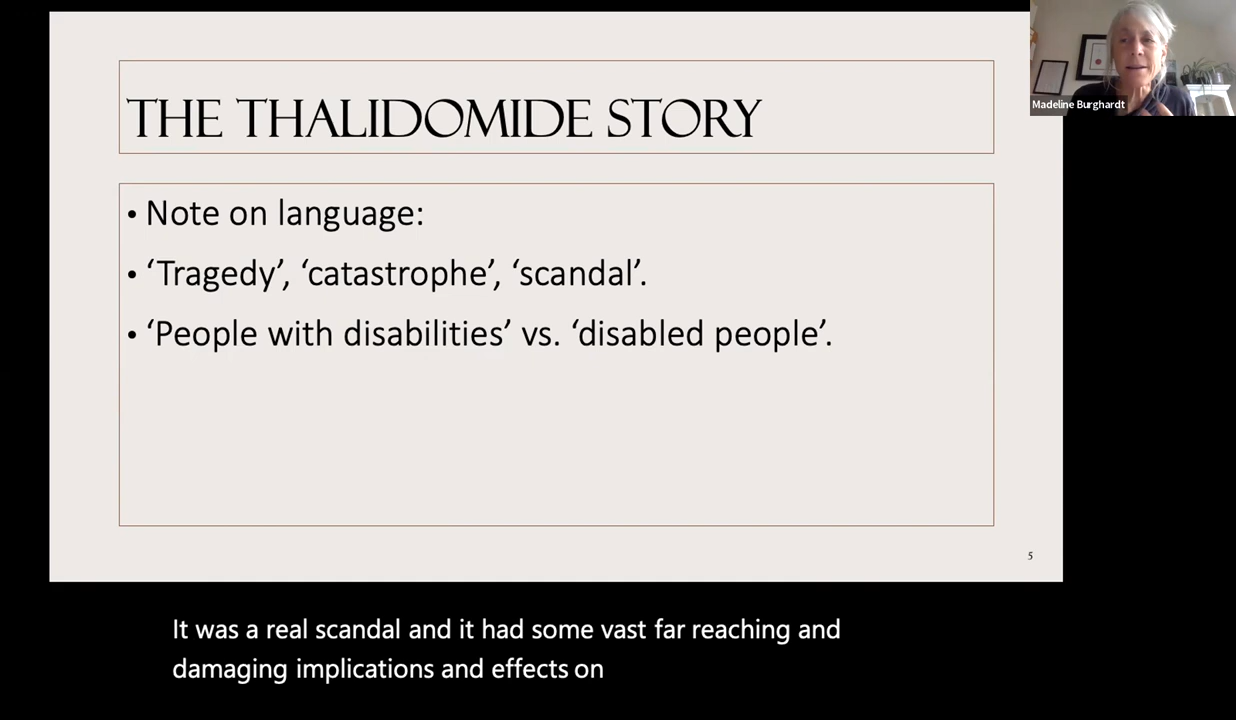 THE THALIDOMIDE STORY
Madeline Burghardt
• Note on language:
• ‘Tragedy’, ‘catastrophe’, ‘scandal’.
• ‘People with disabilities’ vs. ‘disabled people’.
5
It was a real scandal and it had some vast far reaching and
damaging implications and effects on